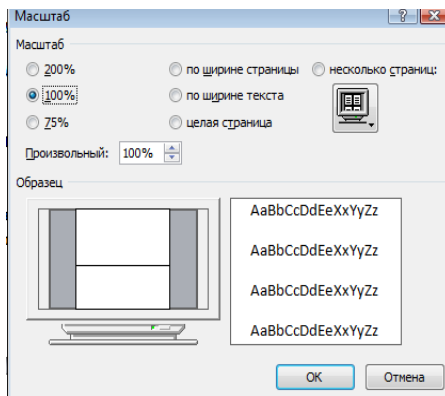 Масштаб
Масштаб
200% по ширине страницы несколько страниц:
100% по ширине текста
75% целая страница
Произвольный: 100%
Образец
AaBbCcDdEeXxYyZz
AaBbCcDdEeXxYyZz
AaBbCcDdEeXxYyZz
AaBbCcDdEeXxYyZz
ОК Отмена